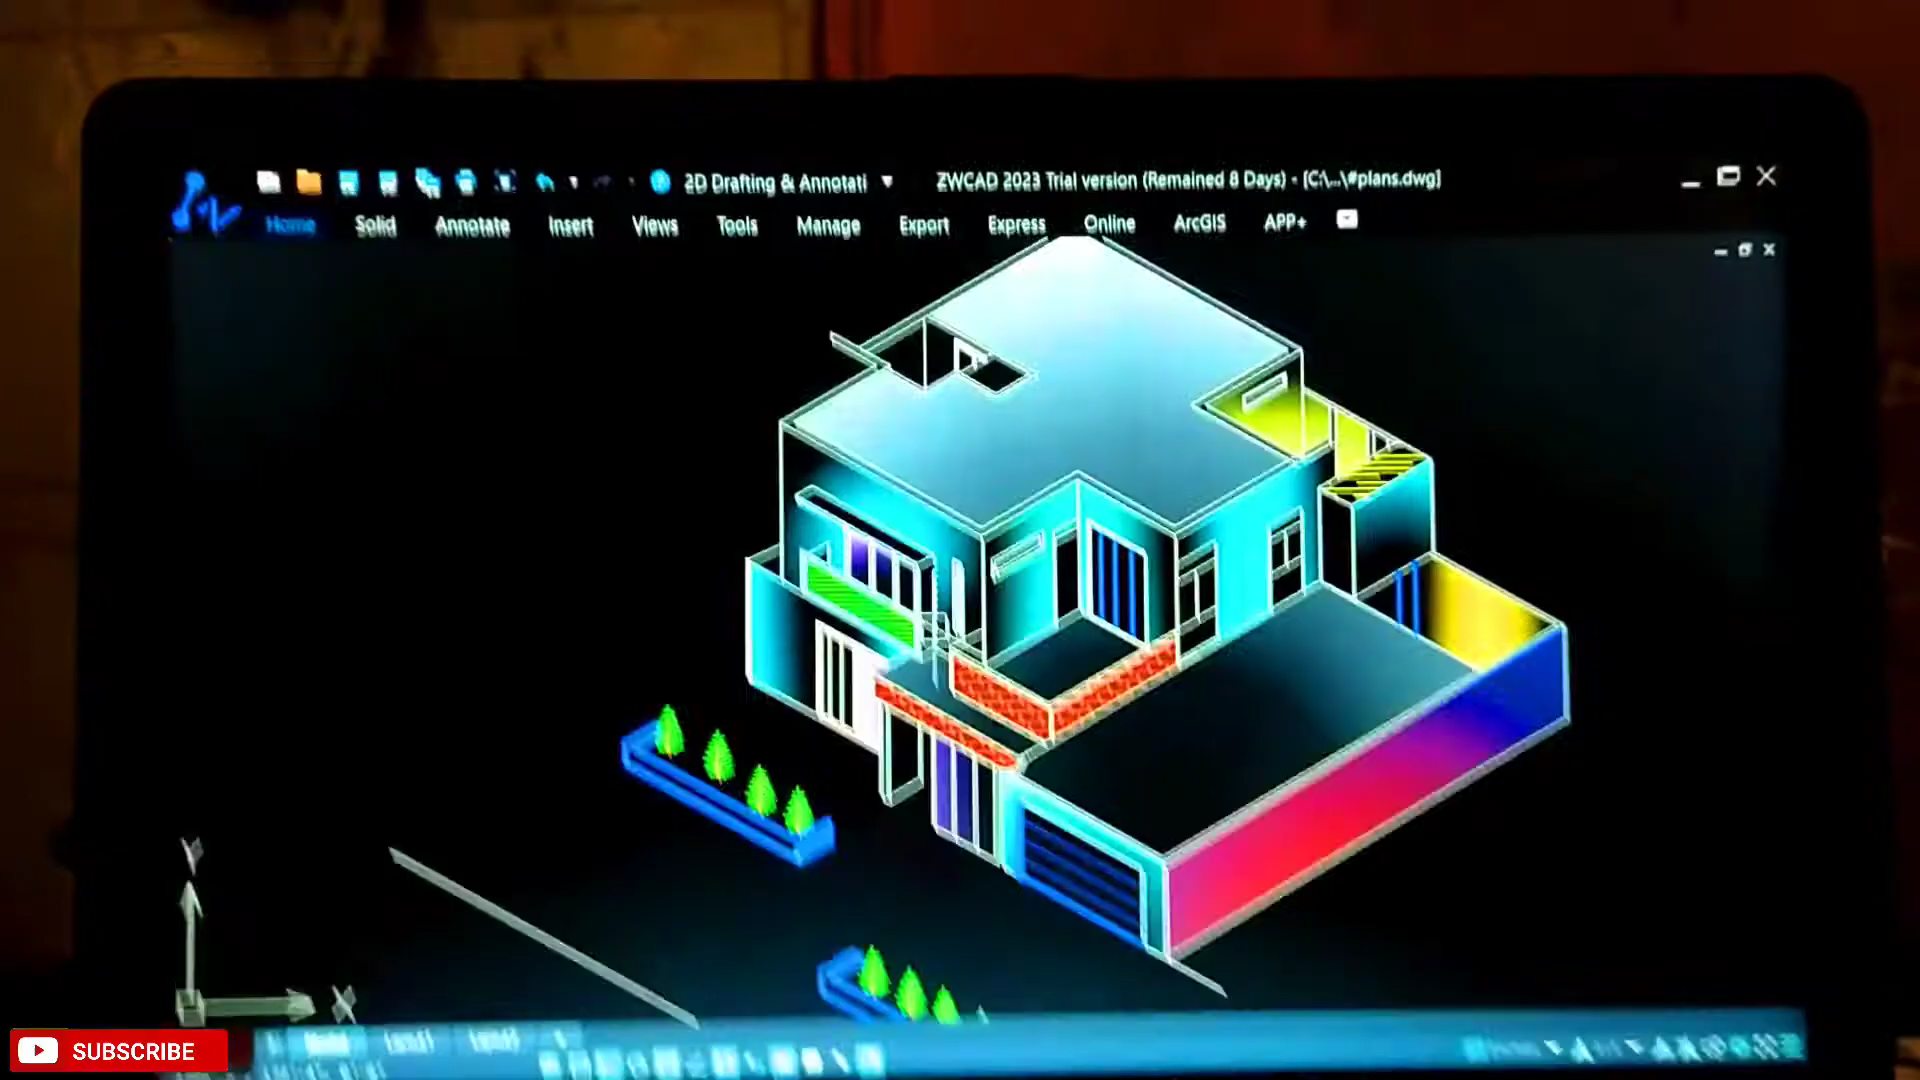 2D Drafting & Annotati
ZWCAD 2023 Trial version (Remained 8 Days) - [C:\...\#plans.dwg]
Home Solid Annotate Insert Views Tools Manage Export Express Online ArcGIS APP+
Y
X
SUBSCRIBE